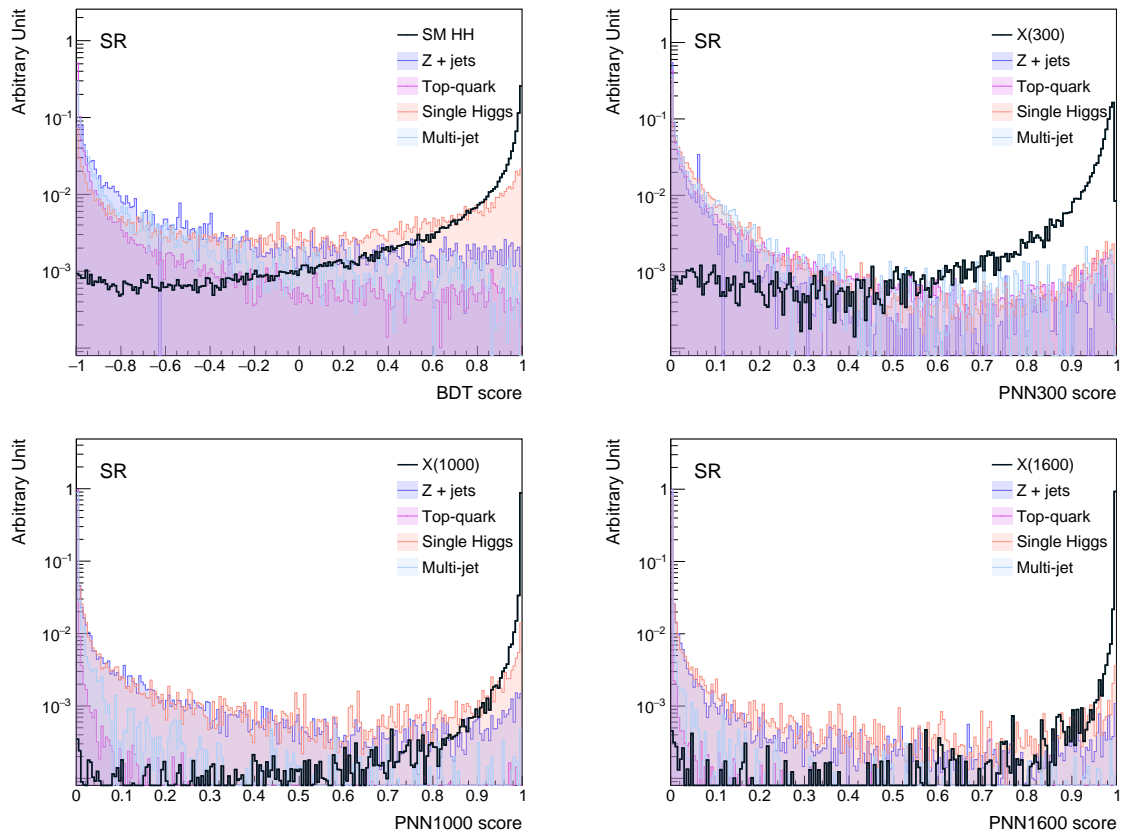 Arbitrary Unit
SR
SM HH
Z + jets
Top-quark
Single Higgs
Multi-jet
1
10⁻¹
10⁻²
10⁻³
−1 −0.8 −0.6 −0.4 −0.2 0 0.2 0.4 0.6 0.8 1
BDT score
Arbitrary Unit
SR
X(300)
Z + jets
Top-quark
Single Higgs
Multi-jet
1
10⁻¹
10⁻²
10⁻³
0 0.1 0.2 0.3 0.4 0.5 0.6 0.7 0.8 0.9 1
PNN300 score
Arbitrary Unit
SR
X(1000)
Z + jets
Top-quark
Single Higgs
Multi-jet
1
10⁻¹
10⁻²
10⁻³
0 0.1 0.2 0.3 0.4 0.5 0.6 0.7 0.8 0.9 1
PNN1000 score
Arbitrary Unit
SR
X(1600)
Z + jets
Top-quark
Single Higgs
Multi-jet
1
10⁻¹
10⁻²
10⁻³
0 0.1 0.2 0.3 0.4 0.5 0.6 0.7 0.8 0.9 1
PNN1600 score